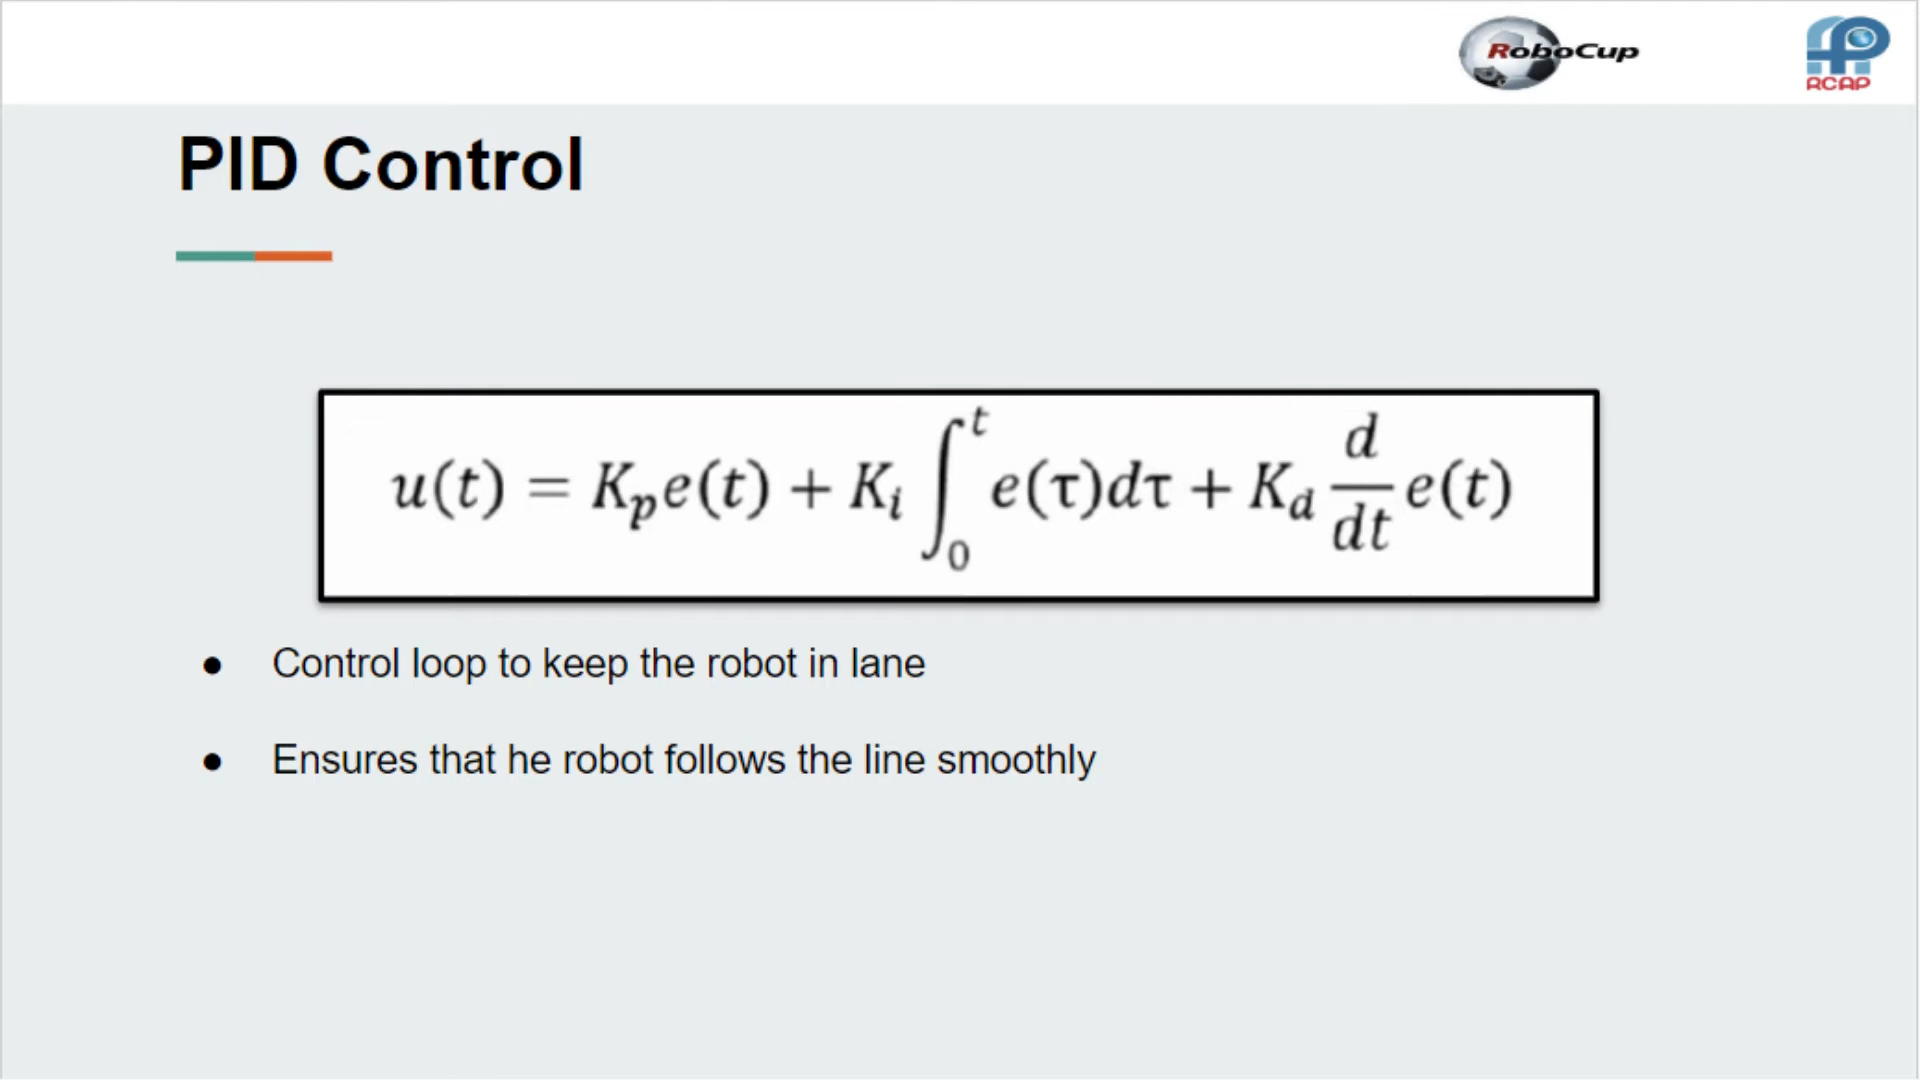 RoboCup
RCAP
PID Control
u(t) = K_p e(t) + K_i ∫_0^t e(τ)dτ + K_d d/dt e(t)
● Control loop to keep the robot in lane
● Ensures that he robot follows the line smoothly